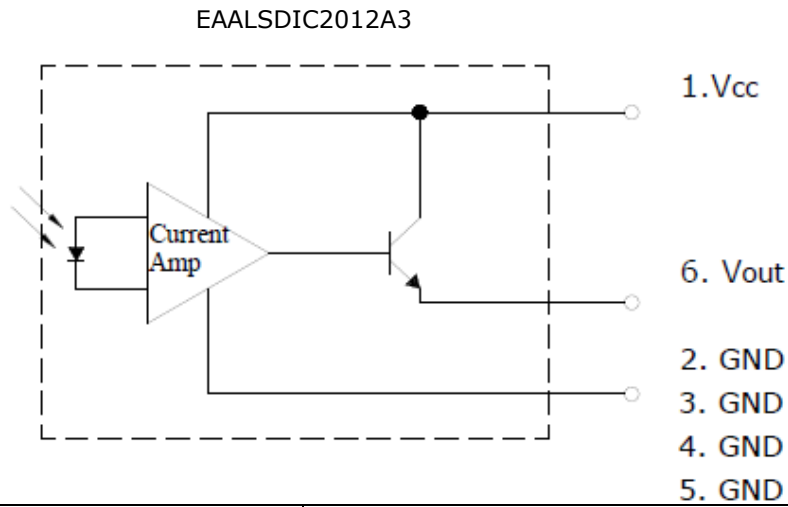 EAALSDIC2012A3
1.Vcc
Current
Amp
6. Vout
2. GND
3. GND
4. GND
5. GND